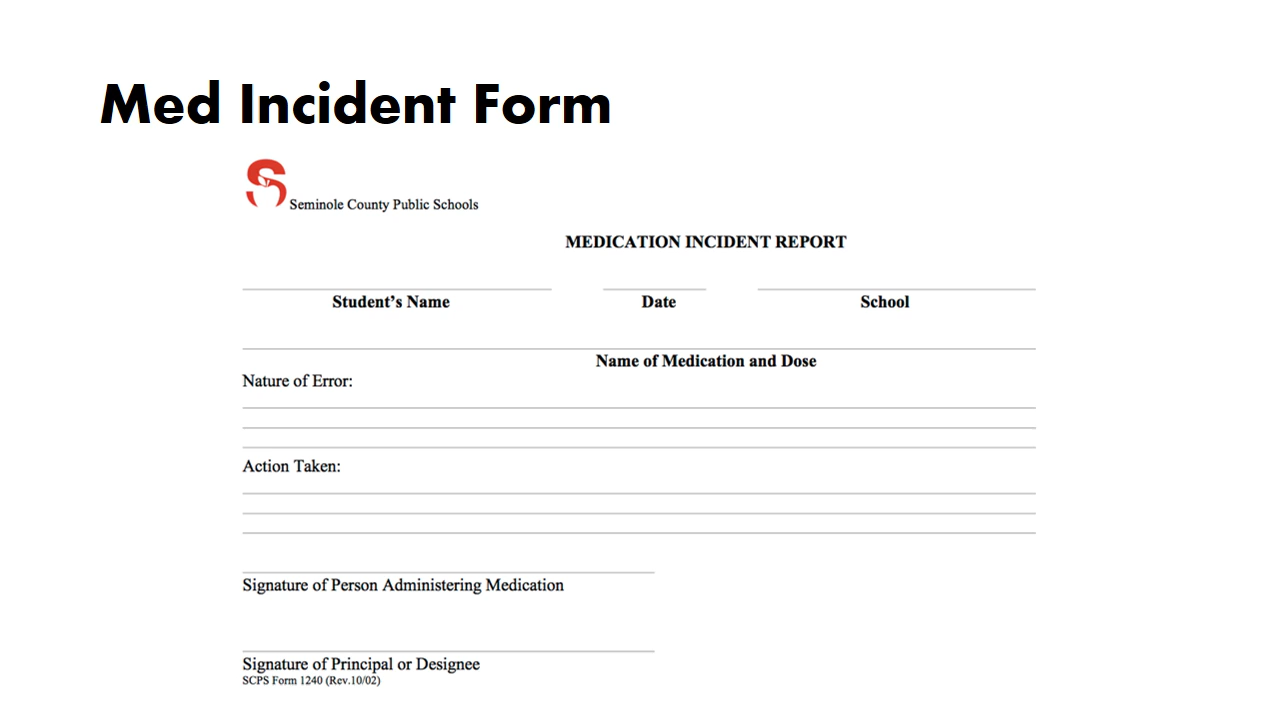 Med Incident Form
Seminole County Public Schools
MEDICATION INCIDENT REPORT
Student’s Name Date School
Name of Medication and Dose
Nature of Error:
Action Taken:
Signature of Person Administering Medication
Signature of Principal or Designee
SCPS Form 1240 (Rev.10/02)